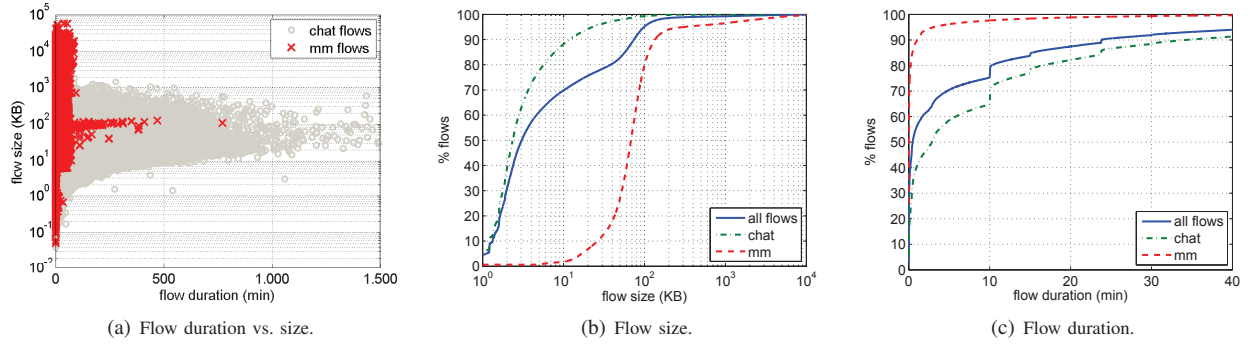 10^5
10^4
10^3
10^2
10^1
10^0
10^-1
10^-2
flow size (KB)
0
500
1.000
1.500
flow duration (min)
chat flows
mm flows
(a) Flow duration vs. size.
100
90
80
70
60
50
40
30
20
10
0
% flows
10^0
10^1
10^2
10^3
10^4
flow size (KB)
all flows
chat
mm
(b) Flow size.
100
90
80
70
60
50
40
30
20
10
0
% flows
0
10
20
30
40
flow duration (min)
all flows
chat
mm
(c) Flow duration.